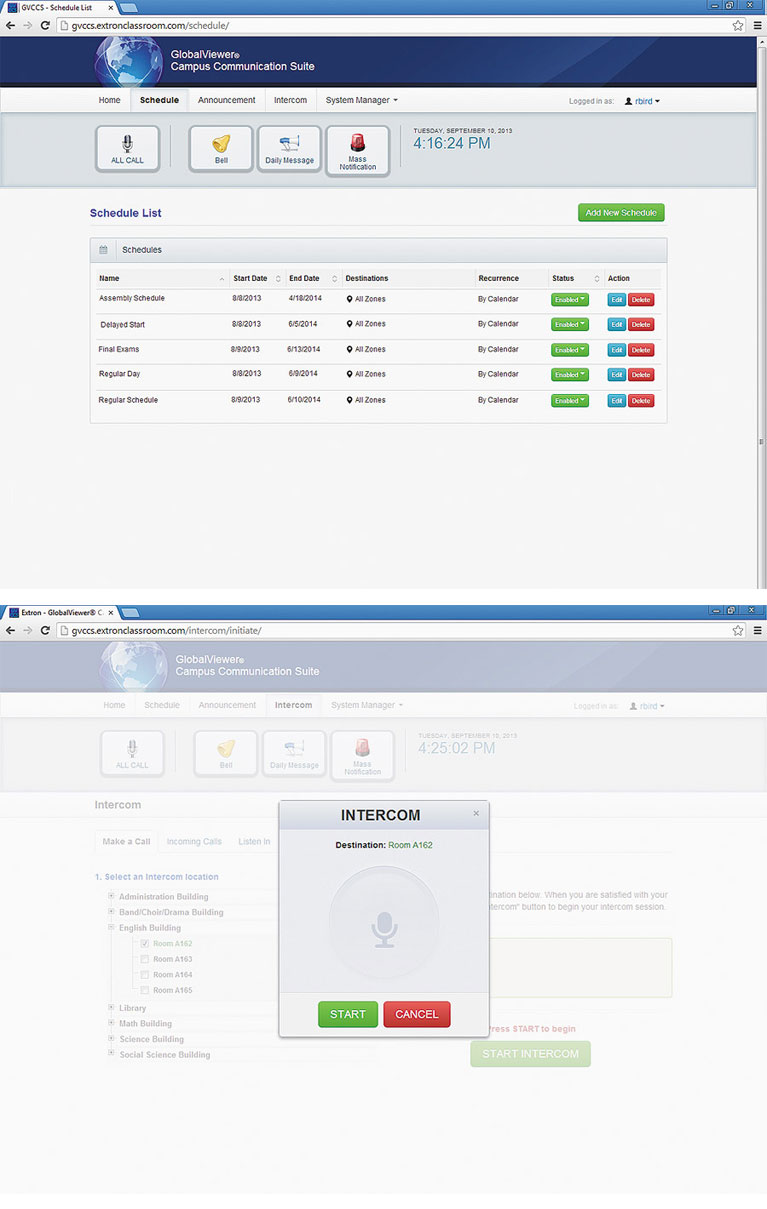 GVCCS - Schedule List
gvccs.extronclassroom.com/schedule/
GlobalViewer®
Campus Communication Suite
Home Schedule Announcement Intercom System Manager
Logged in as: rbird
ALL CALL
Bell
Daily Message
Mass
Notification
TUESDAY, SEPTEMBER 10, 2013
4:16:24 PM
Schedule List
Add New Schedule
Schedules
Name Start Date End Date Destinations Recurrence Status Action
Assembly Schedule 8/8/2013 4/18/2014 All Zones By Calendar Enabled Edit Delete
Delayed Start 8/8/2013 6/5/2014 All Zones By Calendar Enabled Edit Delete
Final Exams 8/9/2013 6/13/2014 All Zones By Calendar Enabled Edit Delete
Regular Day 8/8/2013 6/9/2014 All Zones By Calendar Enabled Edit Delete
Regular Schedule 8/9/2013 6/10/2014 All Zones By Calendar Enabled Edit Delete
Extron - GlobalViewer® C
gvccs.extronclassroom.com/intercom/initiate/
GlobalViewer®
Campus Communication Suite
Home Schedule Announcement Intercom System Manager
Logged in as: rbird
ALL CALL
Bell
Daily Message
Mass
Notification
TUESDAY, SEPTEMBER 10, 2013
4:25:02 PM
Intercom
Make a Call Incoming Calls Listen In
1. Select an Intercom location
Administration Building
Band/Choir/Drama Building
English Building
Room A162
Room A163
Room A164
Room A165
Library
Math Building
Science Building
Social Science Building
INTERCOM
Destination: Room A162
START CANCEL
ination below. When you are satisfied with your
tercom" button to begin your intercom session.
Press START to begin
START INTERCOM